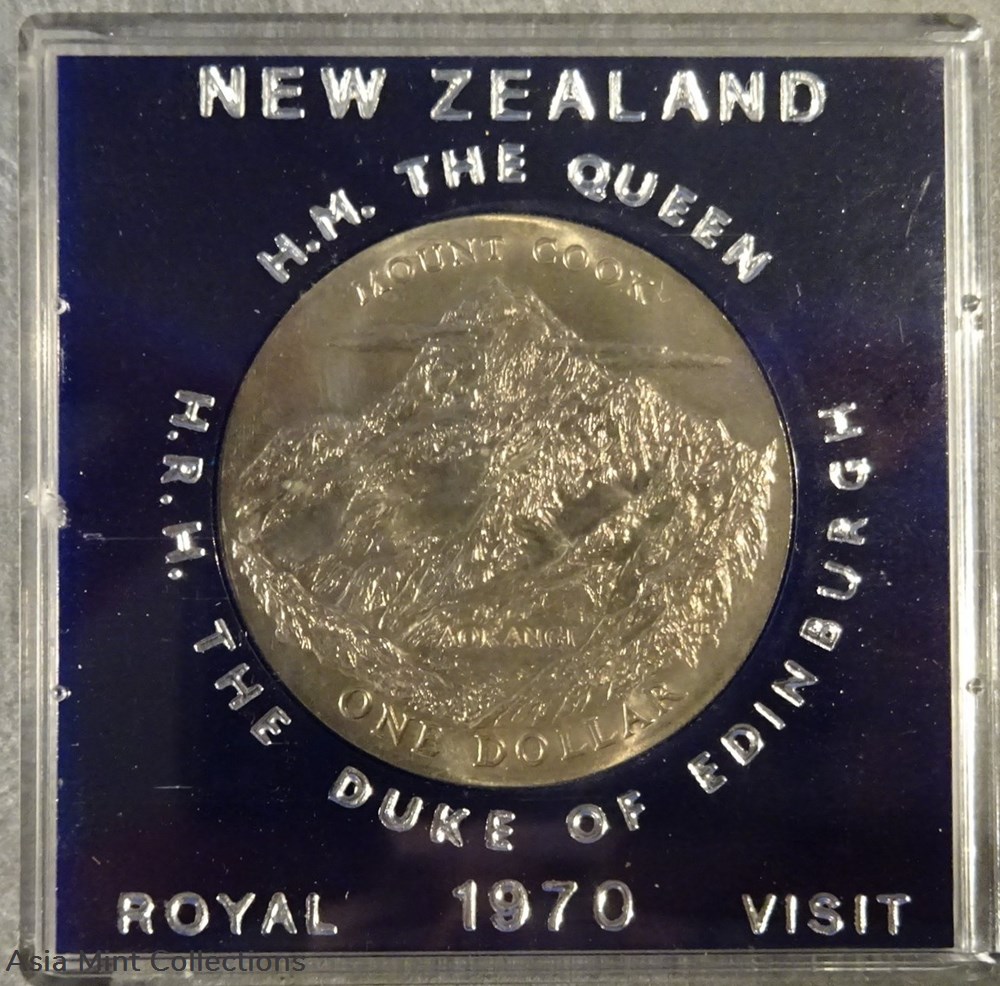 NEW ZEALAND
H.M. THE QUEEN
MOUNT COOK
AORANGI
ONE DOLLAR
H.R.H. THE DUKE OF EDINBURGH
ROYAL 1970 VISIT
Asia Mint Collections